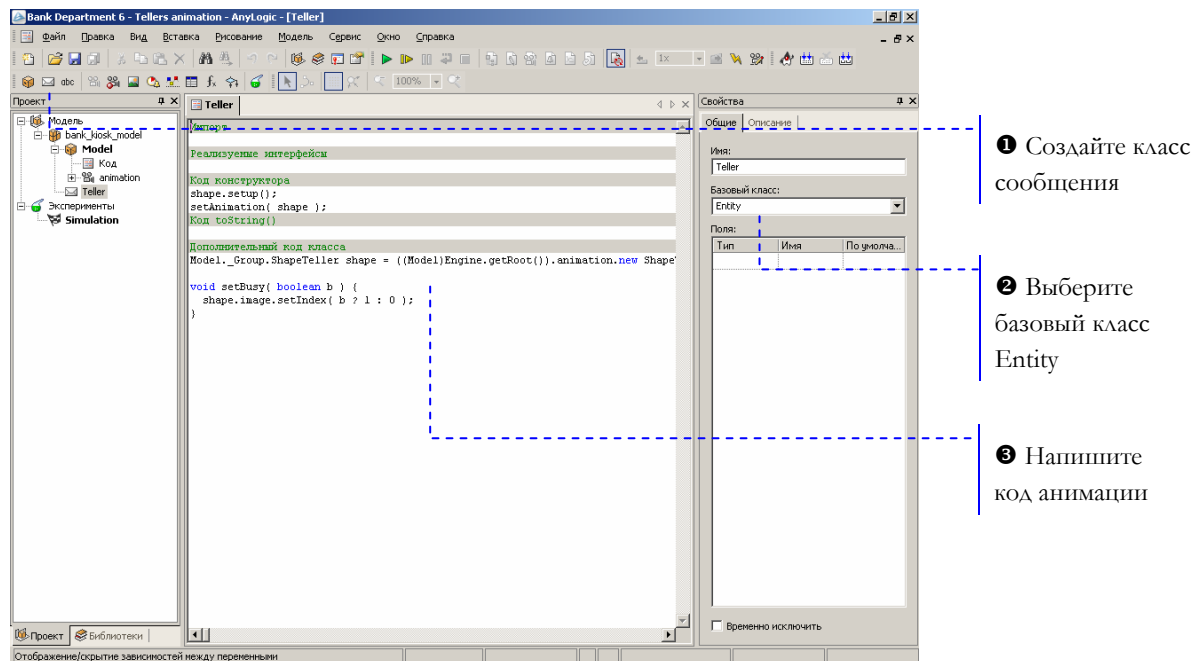 Bank Department 6 - Tellers animation - AnyLogic - [Teller]
Файл Правка Вид Вставка Рисование Модель Сервис Окно Справка
1x
abc
100%
Проект
Модель
bank_kiosk_model
Model
Код
animation
Teller
Эксперименты
Simulation
Проект Библиотеки
Teller
Импорт
Реализуемые интерфейсы
Код конструктора
shape.setup();
setAnimation( shape );
Код toString()
Дополнительный код класса
Model._Group.ShapeTeller shape = ((Model)Engine.getRoot()).animation.new Shape
void setBusy( boolean b ) {
shape.image.setIndex( b ? 1 : 0 );
}
Свойства
Общие Описание
Имя:
Teller
Базовый класс:
Entity
Поля:
Тип Имя По умолча...
Временно исключить
Отображение/скрытие зависимостей между переменными
❶ Создайте класс
сообщения
❷ Выберите
базовый класс
Entity
❸ Напишите
код анимации